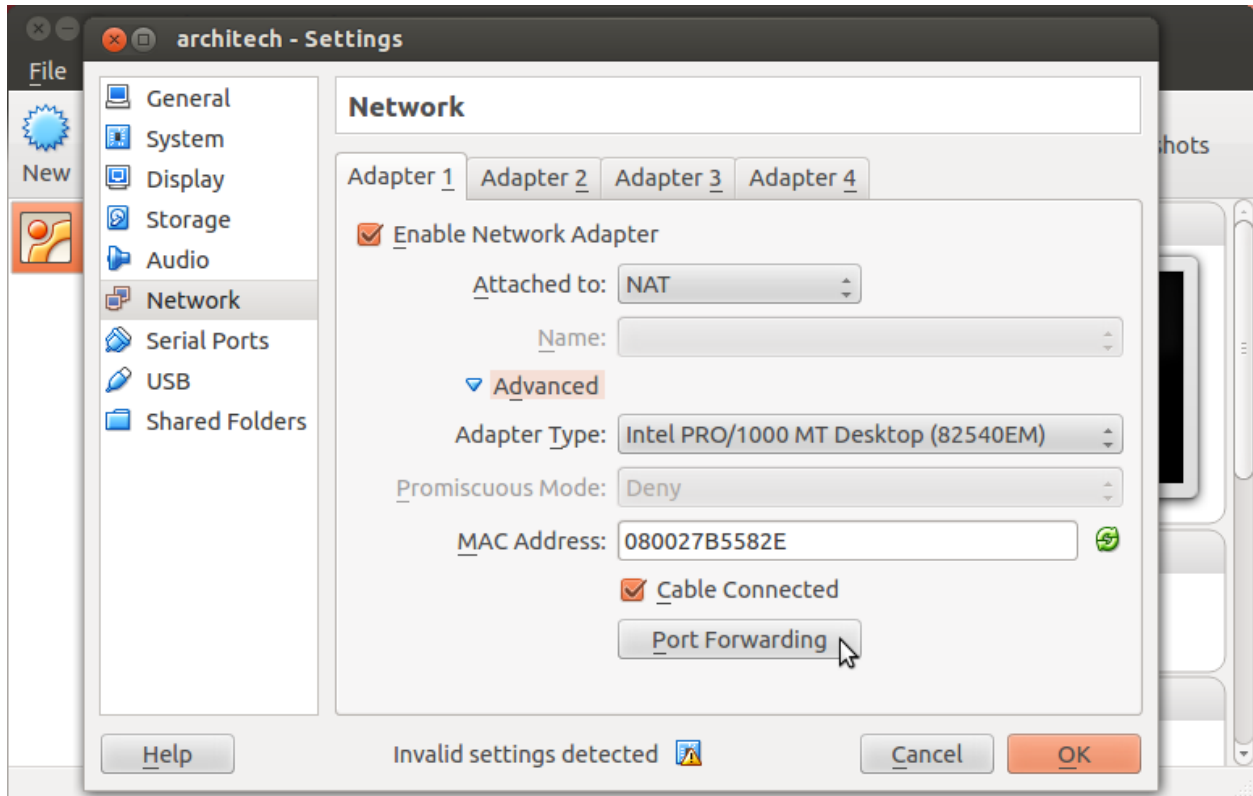 architech - Settings
File
New
shots
General
System
Display
Storage
Audio
Network
Serial Ports
USB
Shared Folders
Network
Adapter 1 Adapter 2 Adapter 3 Adapter 4
Enable Network Adapter
Attached to: NAT
Name:
Advanced
Adapter Type: Intel PRO/1000 MT Desktop (82540EM)
Promiscuous Mode: Deny
MAC Address: 080027B5582E
Cable Connected
Port Forwarding
Help Invalid settings detected Cancel OK